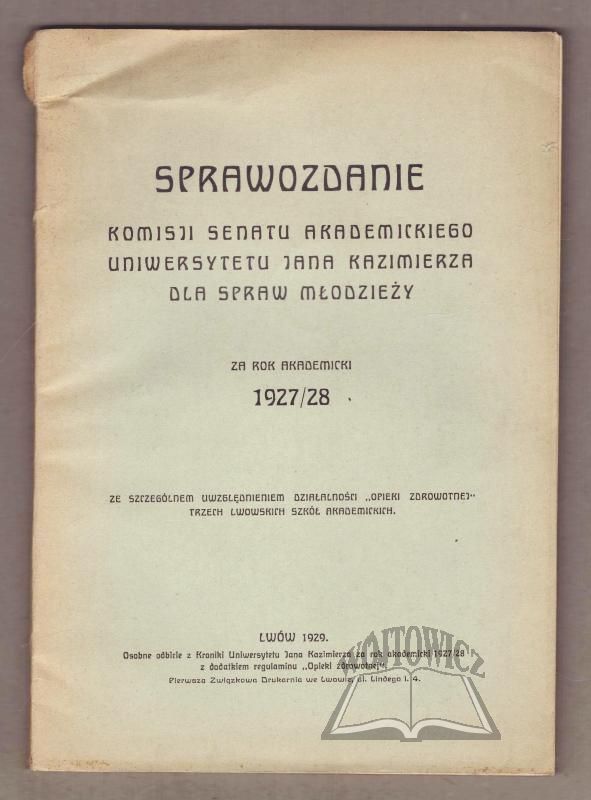 SPRAWOZDANIE
KOMISJI SENATU AKADEMICKIEGO
UNIWERSYTETU JANA KAZIMIERZA
DLA SPRAW MŁODZIEŻY
ZA ROK AKADEMICKI
1927/28
ZE SZCZEGÓLNEM UWZGLĘDNIENIEM DZIAŁALNOŚCI „OPIEKI ZDROWOTNEJ"
TRZECH LWOWSKICH SZKÓŁ AKADEMICKICH.
LWÓW 1929.
Osobne odbicie z Kroniki Uniwersytetu Jana Kazimierza za rok akademicki 1927/28
z dodatkiem regulaminu „Opieki zdrowotnej".
Pierwsza Związkowa Drukarnia we Lwowie, ul. Lindego l. 4.
WÓJTOWICZ